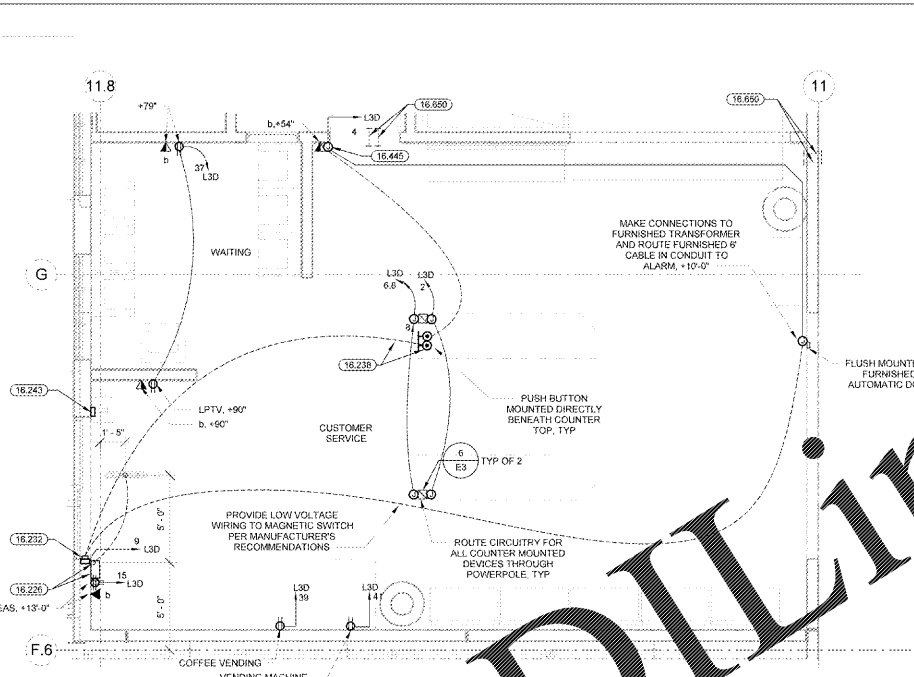 11.8
11
+79"
16.650
16.650
b,+54"
L3D
4
b
37
L3D
16.445
WAITING
MAKE CONNECTIONS TO
FURNISHED TRANSFORMER
AND ROUTE FURNISHED 6'
CABLE IN CONDUIT TO
ALARM, +10'-0"
G
L3D
L3D
6,8
2
8
16.238
FLUSH MOUNTE
FURNISHED
AUTOMATIC DO
16.243
LPTV, +90"
b, +90"
PUSH BUTTON
MOUNTED DIRECTLY
BENEATH COUNTER
TOP, TYP
1' - 5"
CUSTOMER
SERVICE
6
E3
TYP OF 2
5' - 0"
PROVIDE LOW VOLTAGE
WIRING TO MAGNETIC SWITCH
PER MANUFACTURER'S
RECOMMENDATIONS
ROUTE CIRCUITRY FOR
ALL COUNTER MOUNTED
DEVICES THROUGH
POWERPOLE, TYP
16.232
9
L3D
16.226
15
L3D
b
EAS, +13'-0"
5' - 0"
L3D
39
L3D
F.6
COFFEE VENDING
VENDING MACHINE
DILin